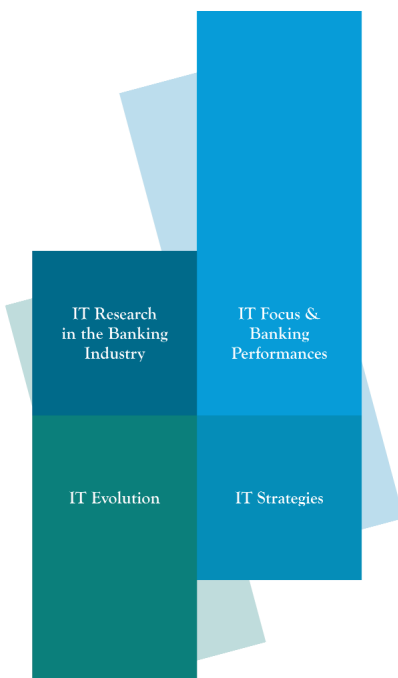 IT Research
in the Banking
Industry
IT Focus &
Banking
Performances
IT Evolution
IT Strategies